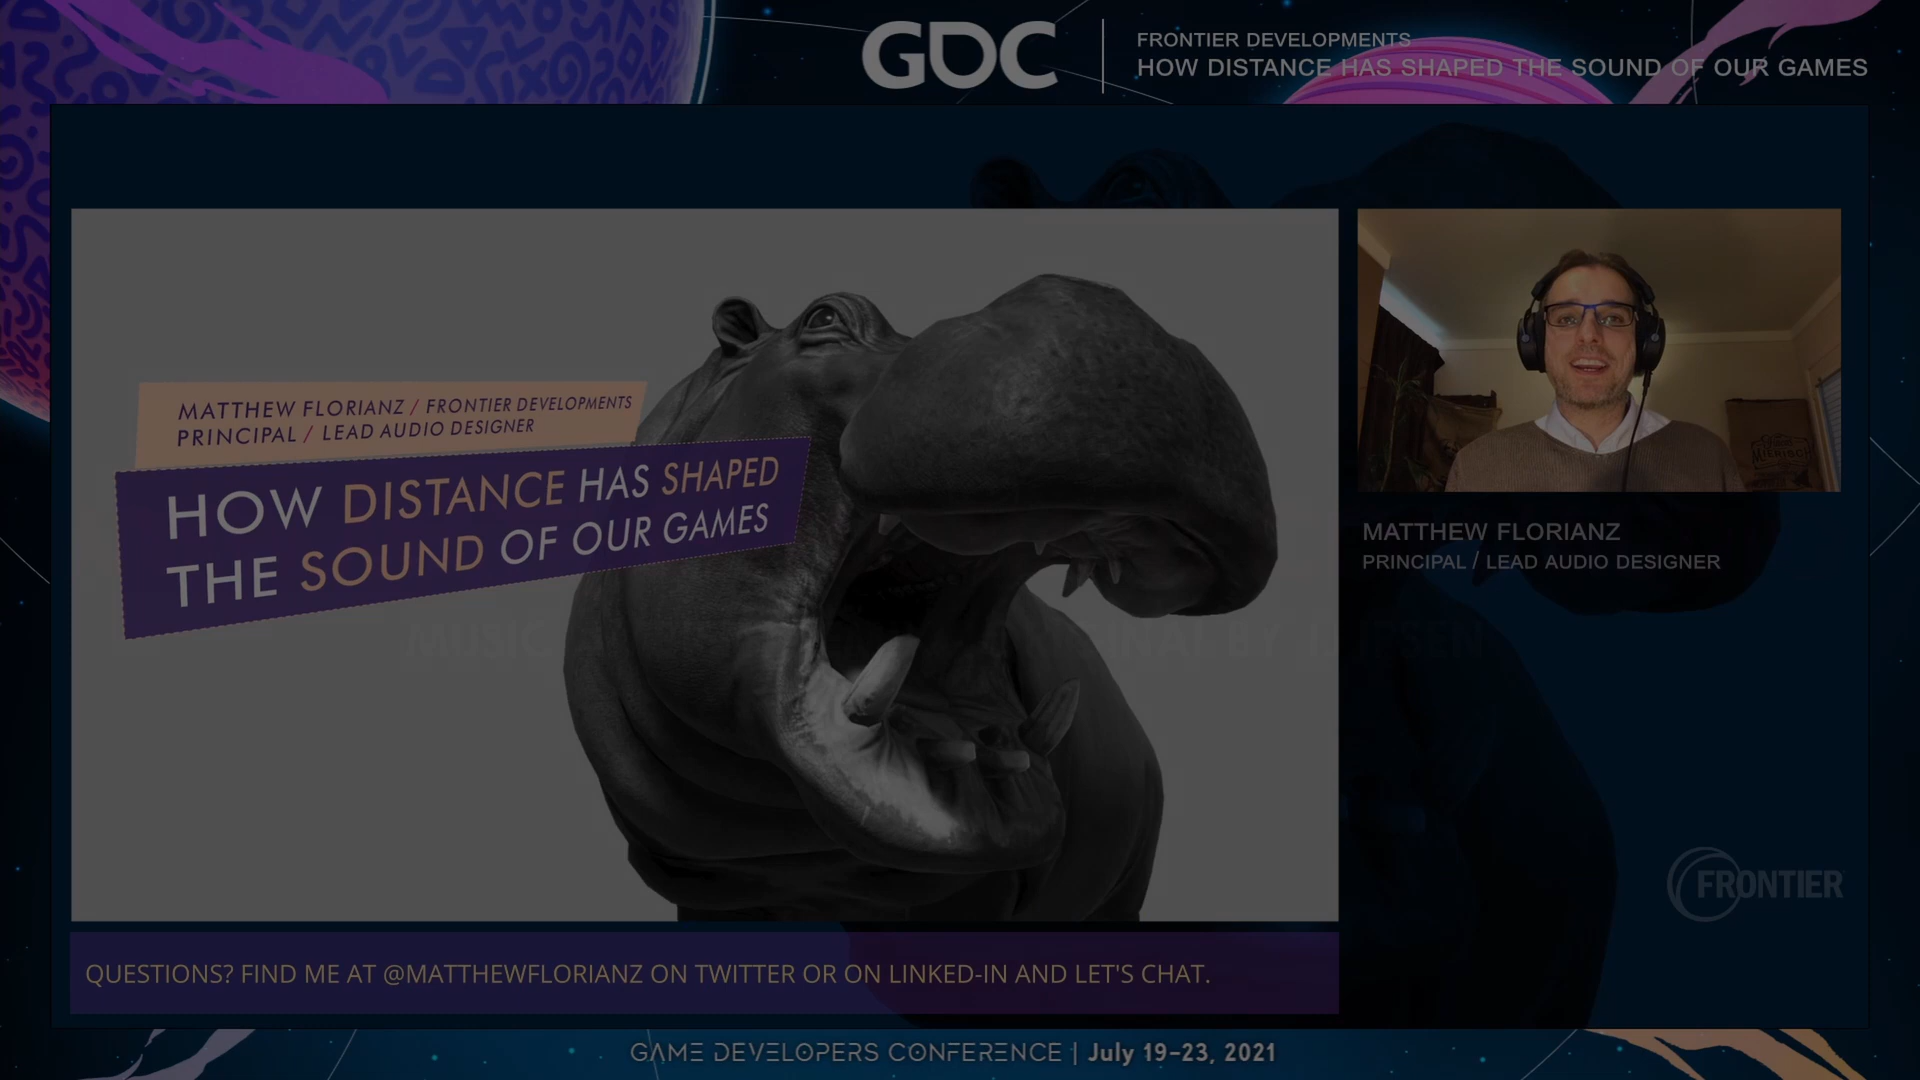 GDC
FRONTIER DEVELOPMENTS
HOW DISTANCE HAS SHAPED THE SOUND OF OUR GAMES
MATTHEW FLORIANZ / FRONTIER DEVELOPMENTS
PRINCIPAL / LEAD AUDIO DESIGNER
HOW DISTANCE HAS SHAPED
THE SOUND OF OUR GAMES
MIERISCH
MATTHEW FLORIANZ
PRINCIPAL / LEAD AUDIO DESIGNER
MUSIC
BY
FRONTIER
QUESTIONS? FIND ME AT @MATTHEWFLORIANZ ON TWITTER OR ON LINKED-IN AND LET'S CHAT.
GAME DEVELOPERS CONFERENCE | July 19-23, 2021